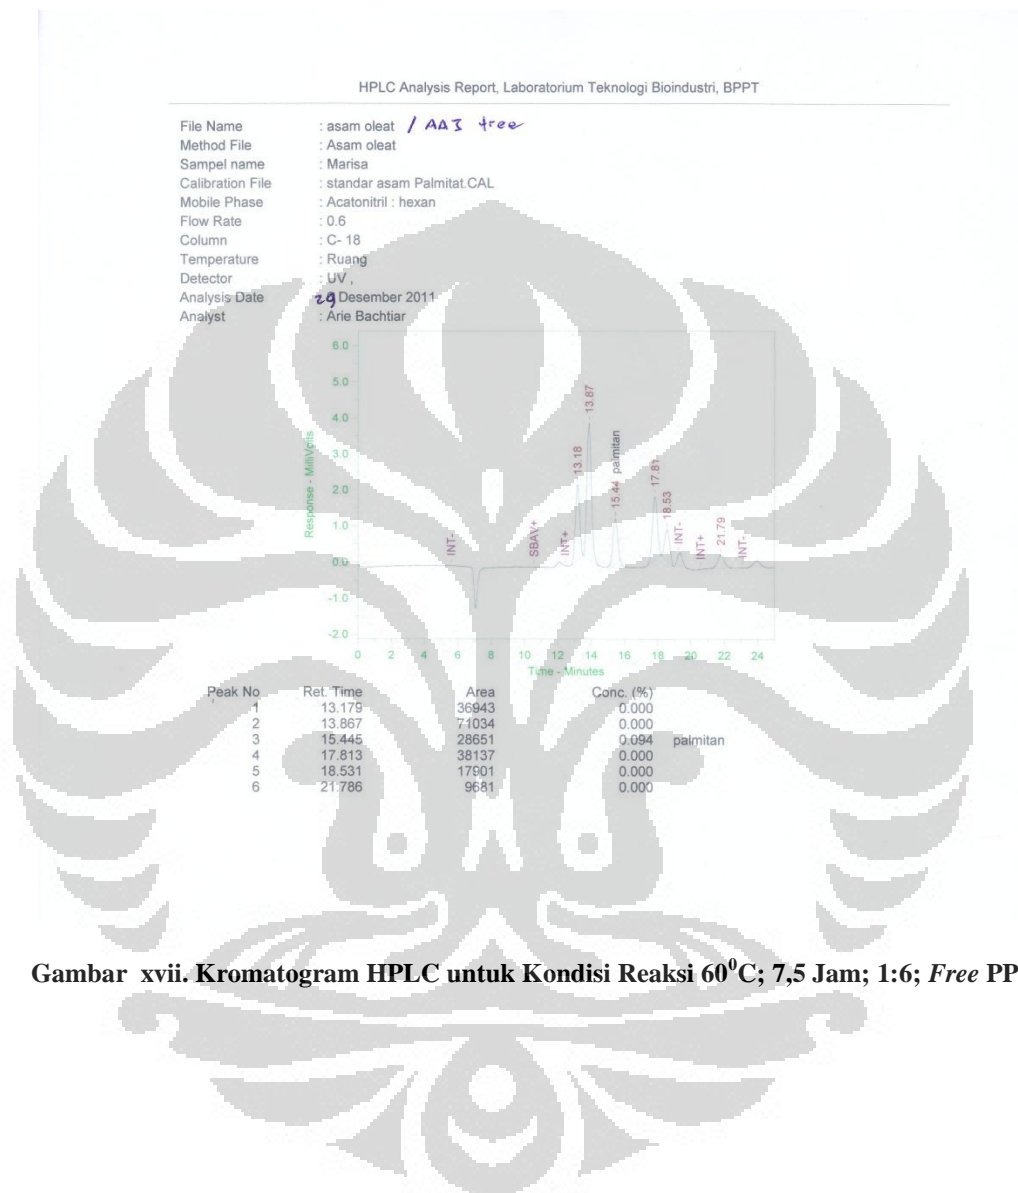 HPLC Analysis Report, Laboratorium Teknologi Bioindustri, BPPT
File Name : asam oleat / AA3 free
Method File : Asam oleat
Sampel name : Marisa
Calibration File : standar asam Palmitat.CAL
Mobile Phase : Acatonitril : hexan
Flow Rate : 0.6
Column : C- 18
Temperature : Ruang
Detector : UV ,
Analysis Date 29 Desember 2011
Analyst : Arie Bachtiar
6.0
5.0
4.0
3.0
2.0
1.0
0.0
-1.0
-2.0
Response - MilliVolts
INT-
SBAV+
INT+
13.18
13.87
15.44 palmitan
17.81
18.53
INT-
INT+
21.79
INT-
0 2 4 6 8 10 12 14 16 18 20 22 24
Time - Minutes
Peak No Ret. Time Area Conc. (%)
1 13.179 36943 0.000
2 13.867 71034 0.000
3 15.445 28651 0.094 palmitan
4 17.813 38137 0.000
5 18.531 17901 0.000
6 21.786 9681 0.000
Gambar xvii. Kromatogram HPLC untuk Kondisi Reaksi 60⁰C; 7,5 Jam; 1:6; Free PP